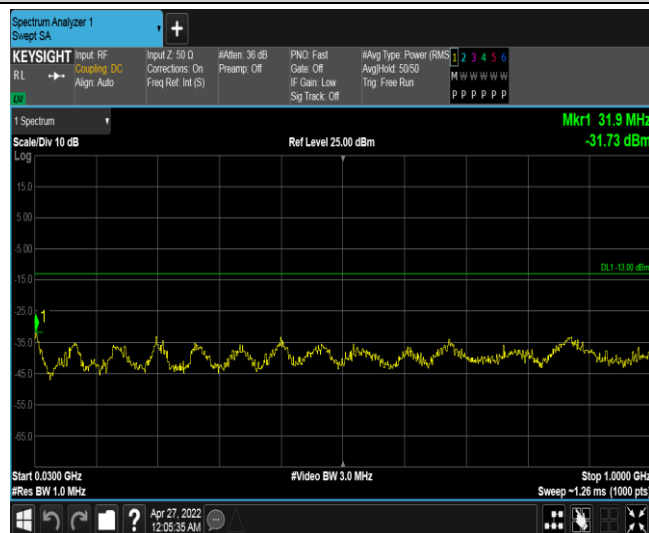 Spectrum Analyzer 1
Swept SA
+
KEYSIGHT Input: RF Input Z: 50 Ω #Atten: 36 dB PNO: Fast #Avg Type: Power (RMS 1 2 3 4 5 6
RL Coupling: DC Corrections: On Preamp: Off Gate: Off Avg|Hold: 50/50 M W W W W W
Align: Auto Freq Ref: Int (S) IF Gain: Low Trig: Free Run
Sig Track: Off P P P P P P
1 Spectrum Mkr1 31.9 MHz
Scale/Div 10 dB Ref Level 25.00 dBm -31.73 dBm
Log
15.0
5.00
-5.00
DL1 -13.00 dBm
-15.0
-25.0
1
-35.0
-45.0
-55.0
-65.0
Start 0.0300 GHz #Video BW 3.0 MHz Stop 1.0000 GHz
#Res BW 1.0 MHz Sweep ~1.26 ms (1000 pts)
? Apr 27, 2022
12:05:35 AM